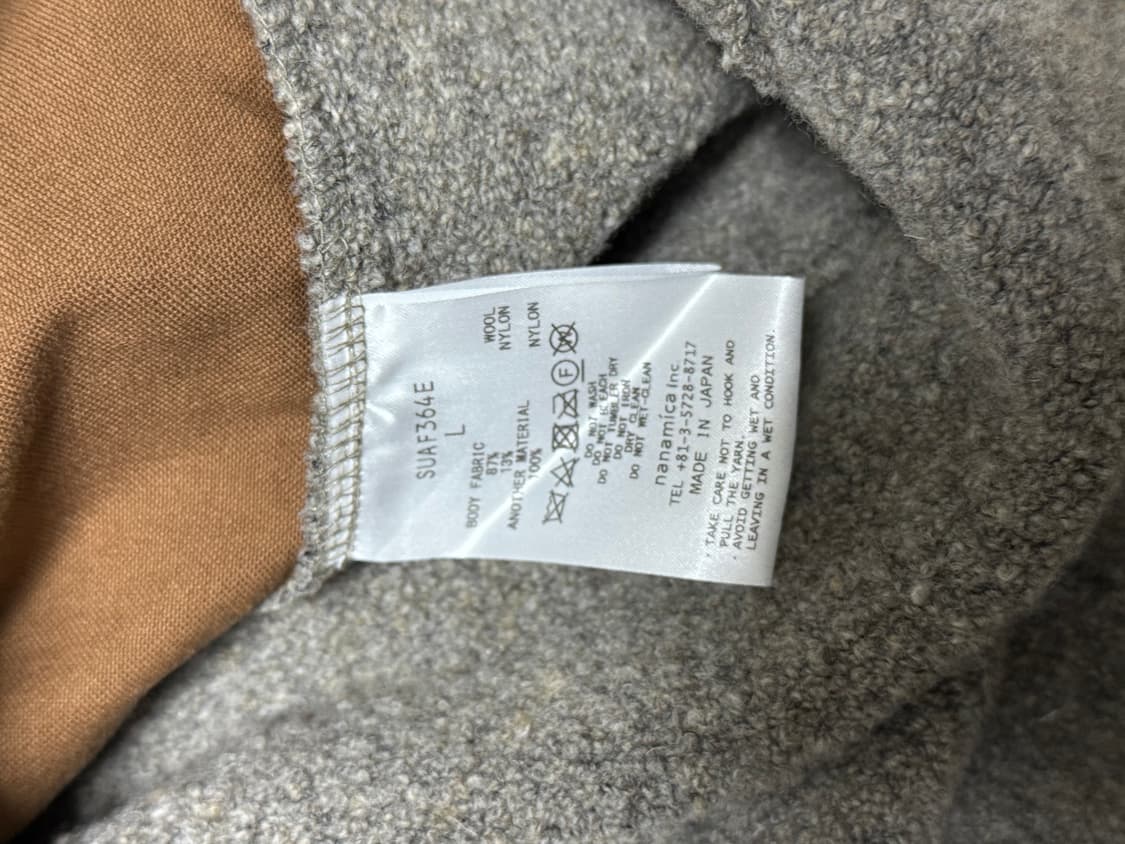 SUAF364E
L
BODY FABRIC
87% WOOL
13% NYLON
ANOTHER MATERIAL
100% NYLON
F W
DO NOT WASH
DO NOT BLEACH
DO NOT TUMBLER DRY
DO NOT IRON
DRY CLEAN
DO NOT WET-CLEAN
nanamica inc.
TEL +81-3-5728-8717
MADE IN JAPAN
・TAKE CARE NOT TO HOOK AND
PULL THE YARN.
・AVOID GETTING WET AND
LEAVING IN A WET CONDITION.